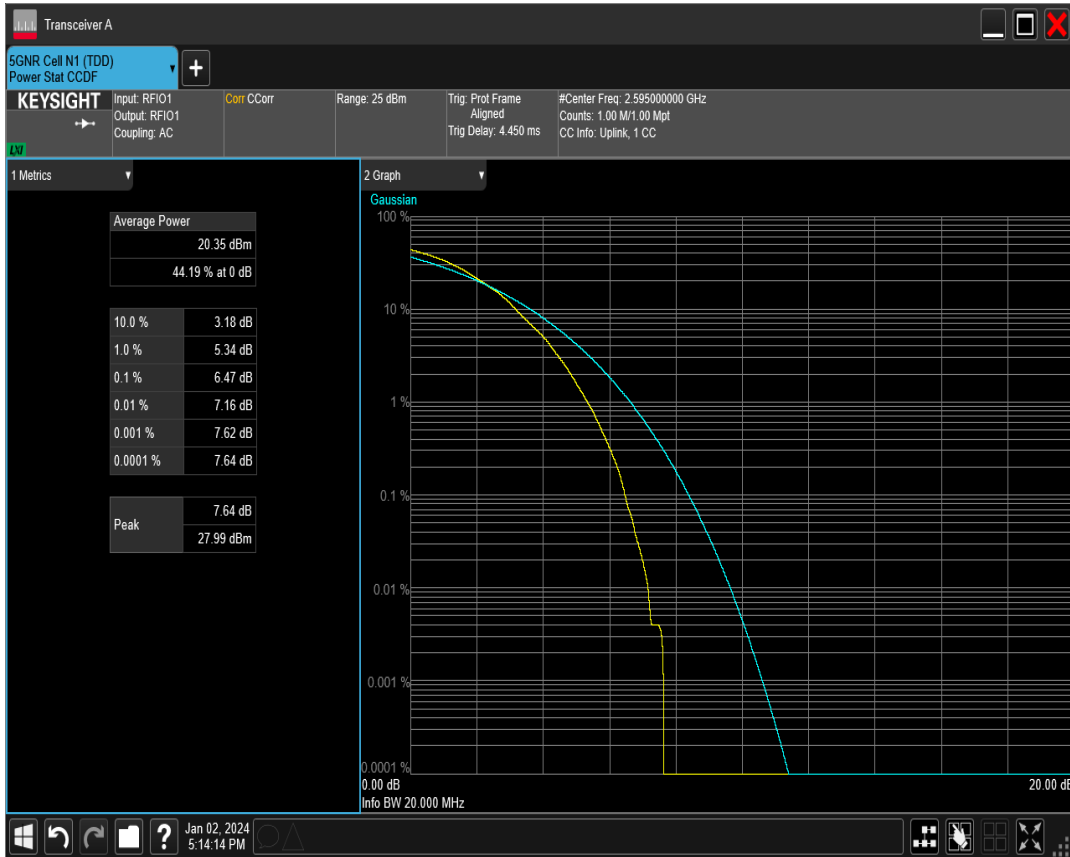 Transceiver A
5GNR Cell N1 (TDD)
Power Stat CCDF
KEYSIGHT
LXI
Input: RFIO1
Output: RFIO1
Coupling: AC
Corr CCorr
Range: 25 dBm
Trig: Prot Frame
Aligned
Trig Delay: 4.450 ms
#Center Freq: 2.595000000 GHz
Counts: 1.00 M/1.00 Mpt
CC Info: Uplink, 1 CC
1 Metrics
Average Power
20.35 dBm
44.19 % at 0 dB
10.0 % 3.18 dB
1.0 % 5.34 dB
0.1 % 6.47 dB
0.01 % 7.16 dB
0.001 % 7.62 dB
0.0001 % 7.64 dB
Peak
7.64 dB
27.99 dBm
2 Graph
Gaussian
100 %
10 %
1 %
0.1 %
0.01 %
0.001 %
0.0001 %
0.00 dB
20.00 dB
Info BW 20.000 MHz
?
Jan 02, 2024
5:14:14 PM